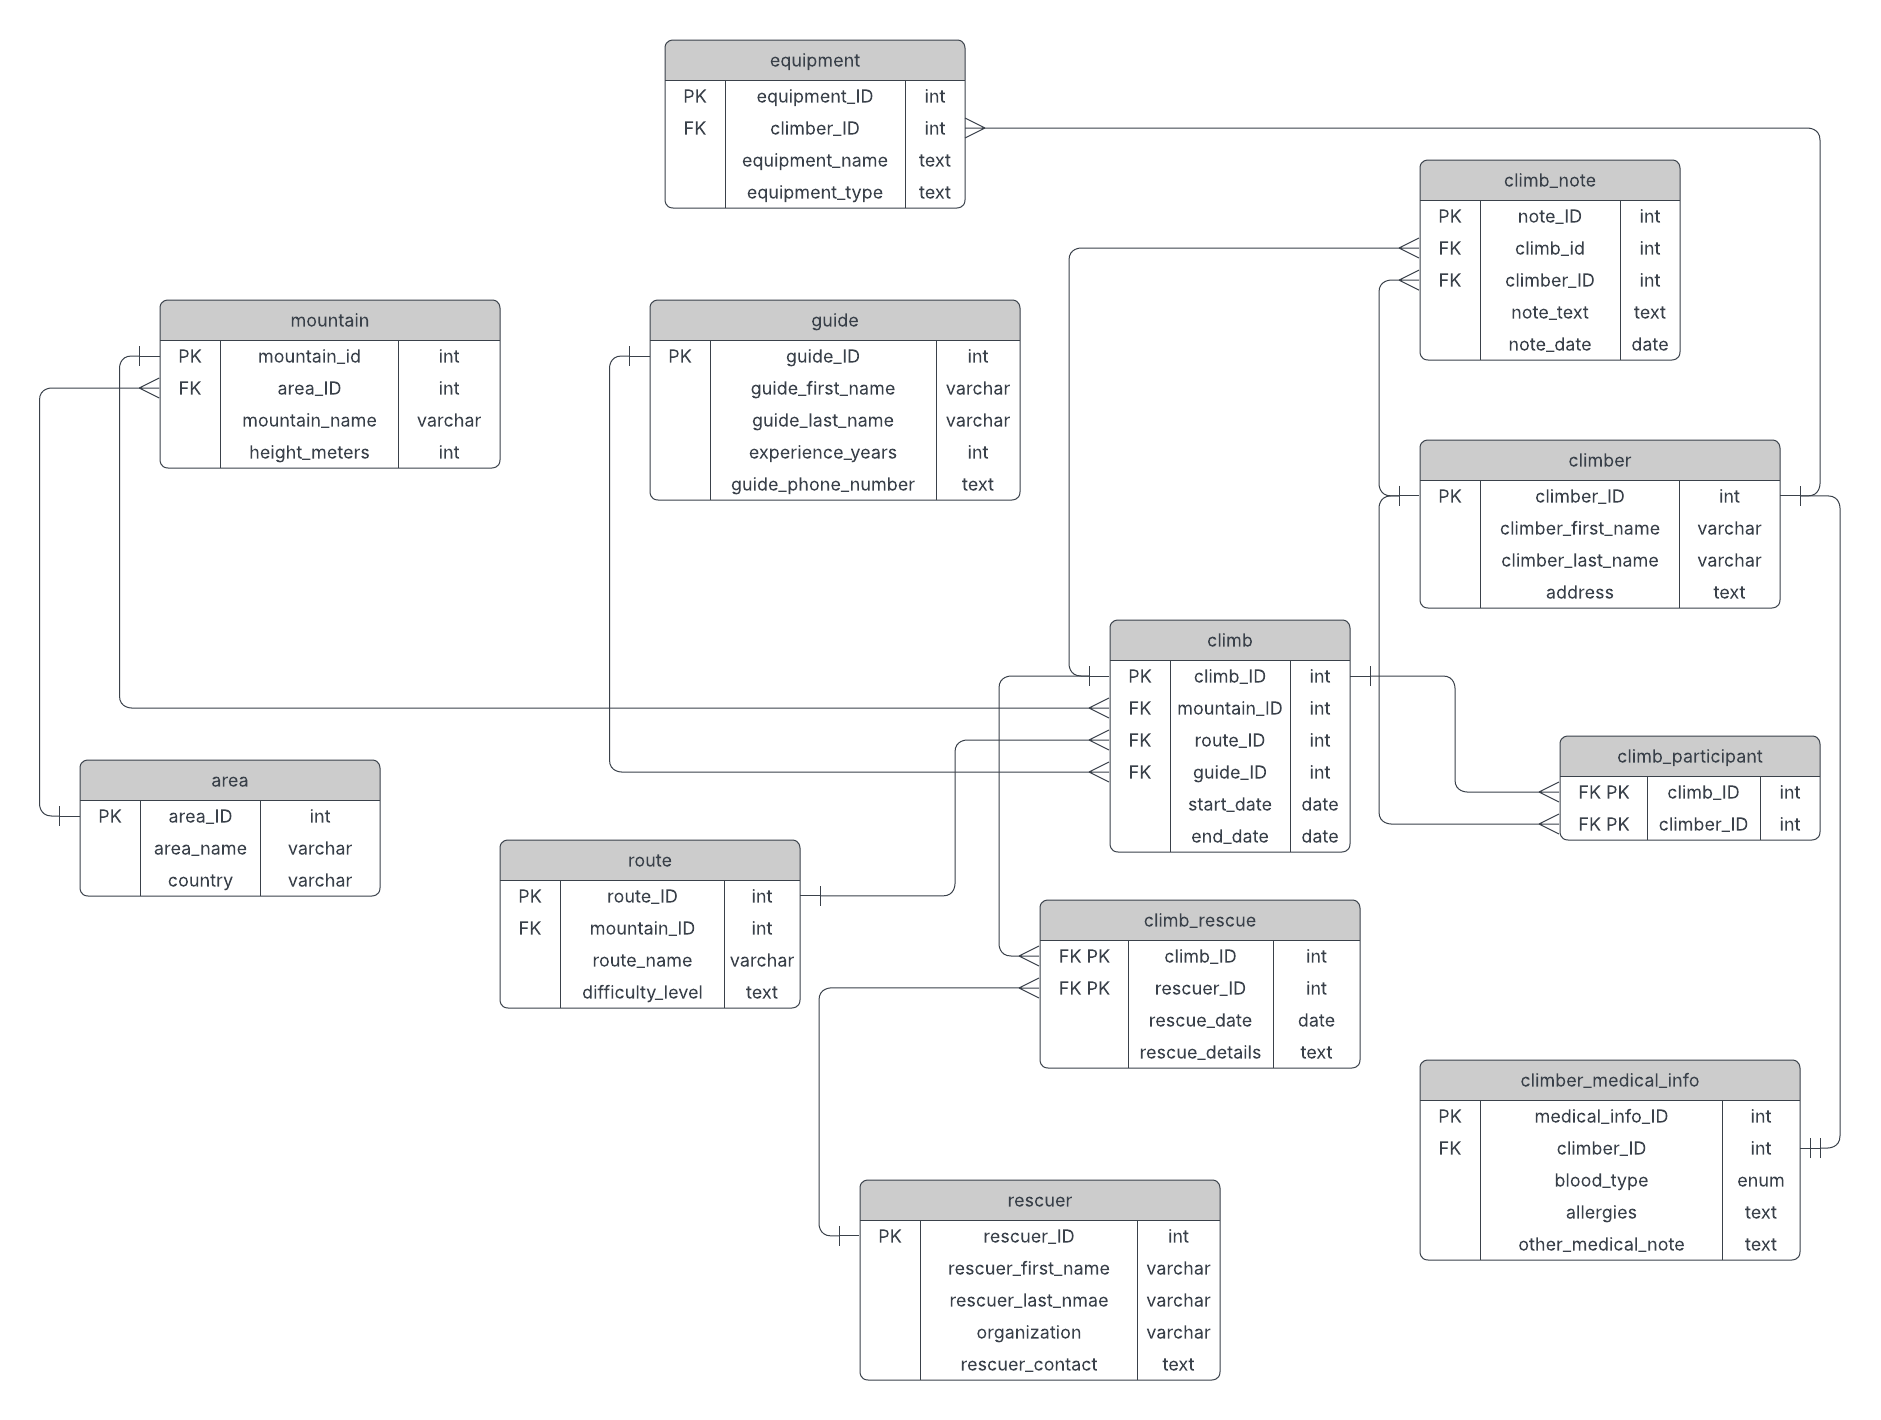 equipment
PK equipment_ID int
FK climber_ID int
equipment_name text
equipment_type text
climb_note
PK note_ID int
FK climb_id int
FK climber_ID int
note_text text
note_date date
mountain
PK mountain_id int
FK area_ID int
mountain_name varchar
height_meters int
guide
PK guide_ID int
guide_first_name varchar
guide_last_name varchar
experience_years int
guide_phone_number text
climber
PK climber_ID int
climber_first_name varchar
climber_last_name varchar
address text
climb
PK climb_ID int
FK mountain_ID int
FK route_ID int
FK guide_ID int
start_date date
end_date date
climb_participant
FK PK climb_ID int
FK PK climber_ID int
area
PK area_ID int
area_name varchar
country varchar
route
PK route_ID int
FK mountain_ID int
route_name varchar
difficulty_level text
climb_rescue
FK PK climb_ID int
FK PK rescuer_ID int
rescue_date date
rescue_details text
climber_medical_info
PK medical_info_ID int
FK climber_ID int
blood_type enum
allergies text
other_medical_note text
rescuer
PK rescuer_ID int
rescuer_first_name varchar
rescuer_last_nmae varchar
organization varchar
rescuer_contact text